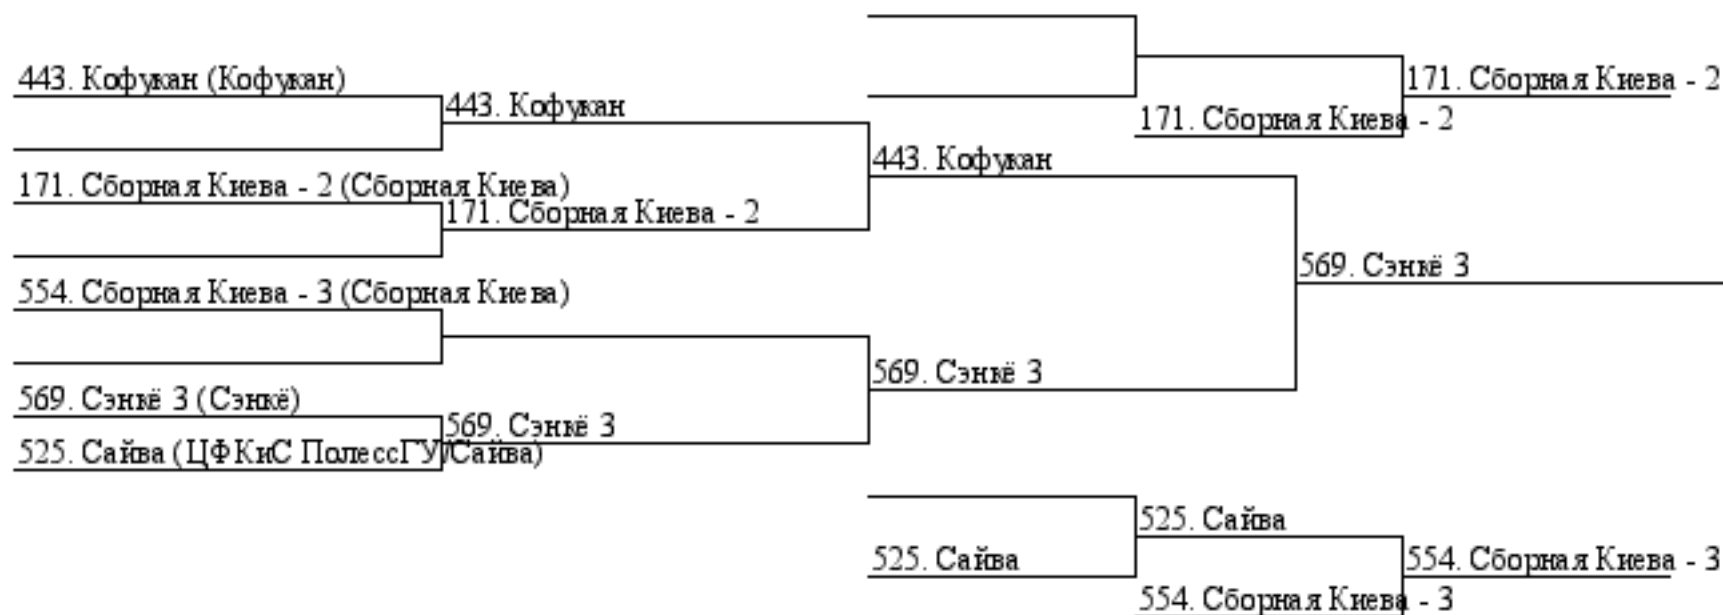 443. Кофукан (Кофукан)
443. Кофукан
171. Сборная Киева - 2 (Сборная Киева)
171. Сборная Киева - 2
554. Сборная Киева - 3 (Сборная Киева)
569. Сэнкё 3 (Сэнкё)
569. Сэнкё 3
525. Сайва (ЦФКиС ПолессГУ/Сайва)
443. Кофукан
569. Сэнкё 3
569. Сэнкё 3
171. Сборная Киева - 2
171. Сборная Киева - 2
525. Сайва
525. Сайва
554. Сборная Киева - 3
554. Сборная Киева - 3